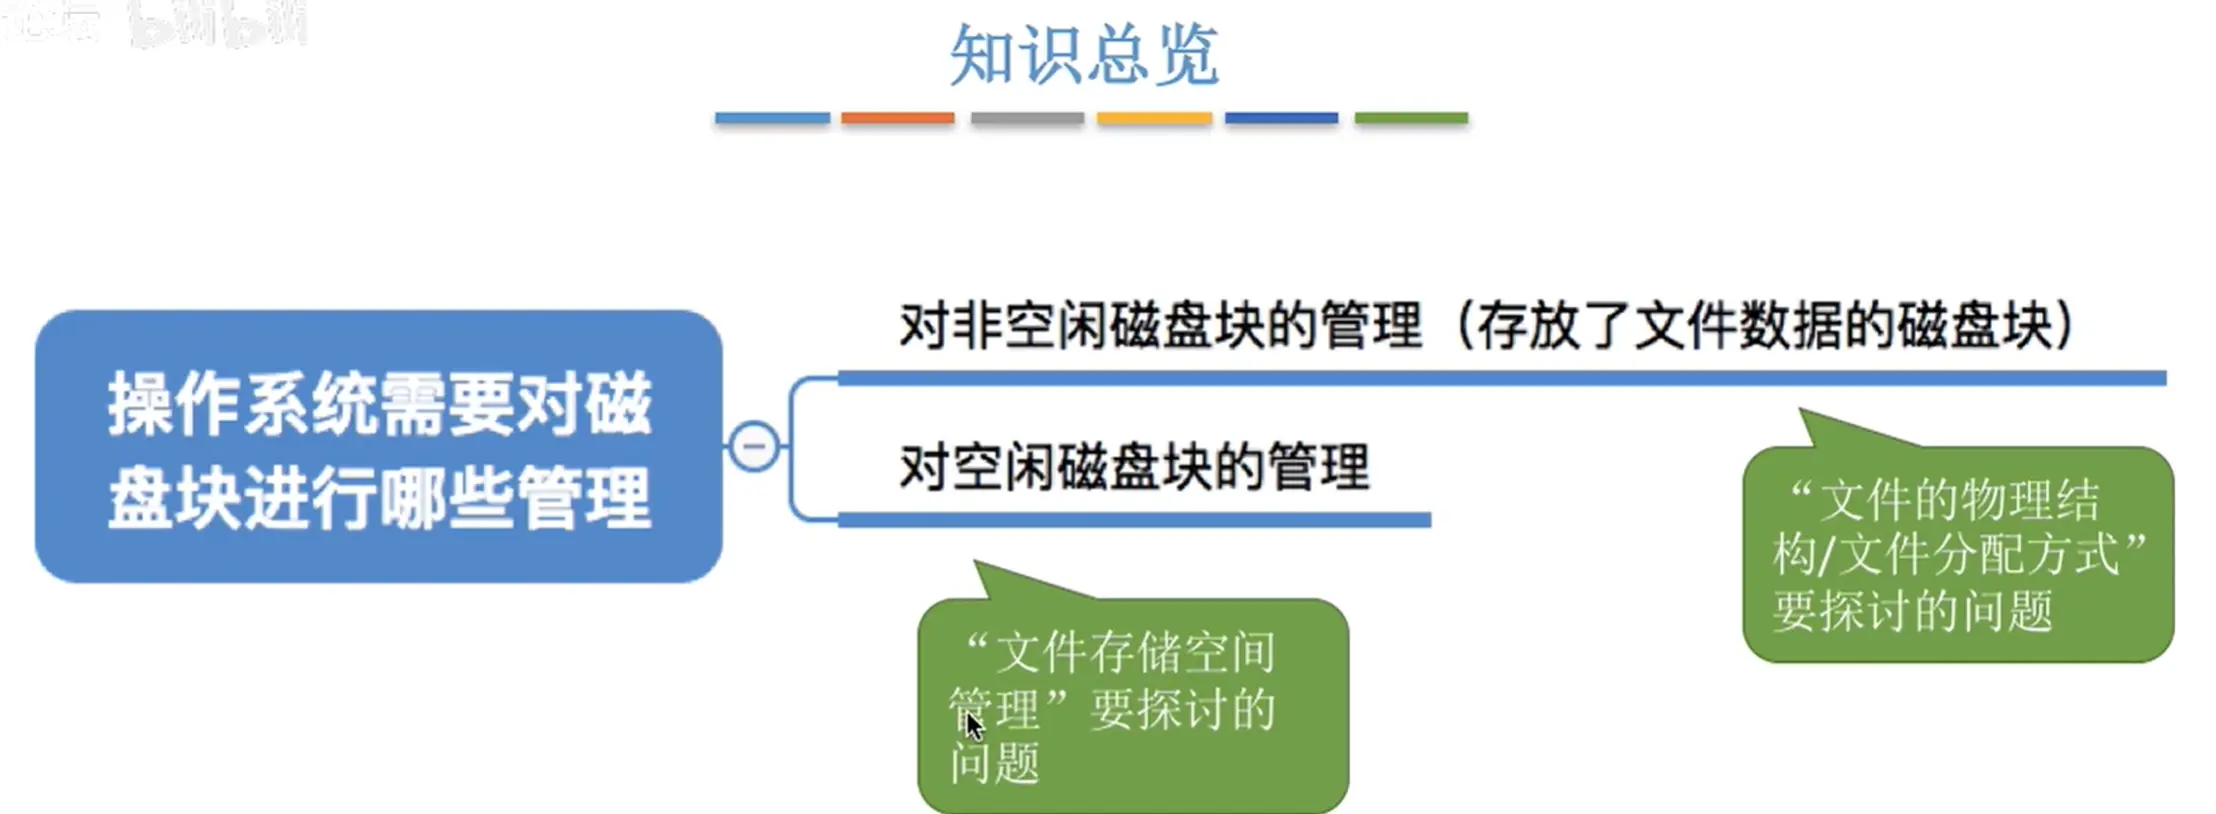 知识总览
操作系统需要对磁
盘块进行哪些管理
对非空闲磁盘块的管理（存放了文件数据的磁盘块）
对空闲磁盘块的管理
“文件的物理结
构/文件分配方式”
要探讨的问题
“文件存储空间
管理”要探讨的
问题